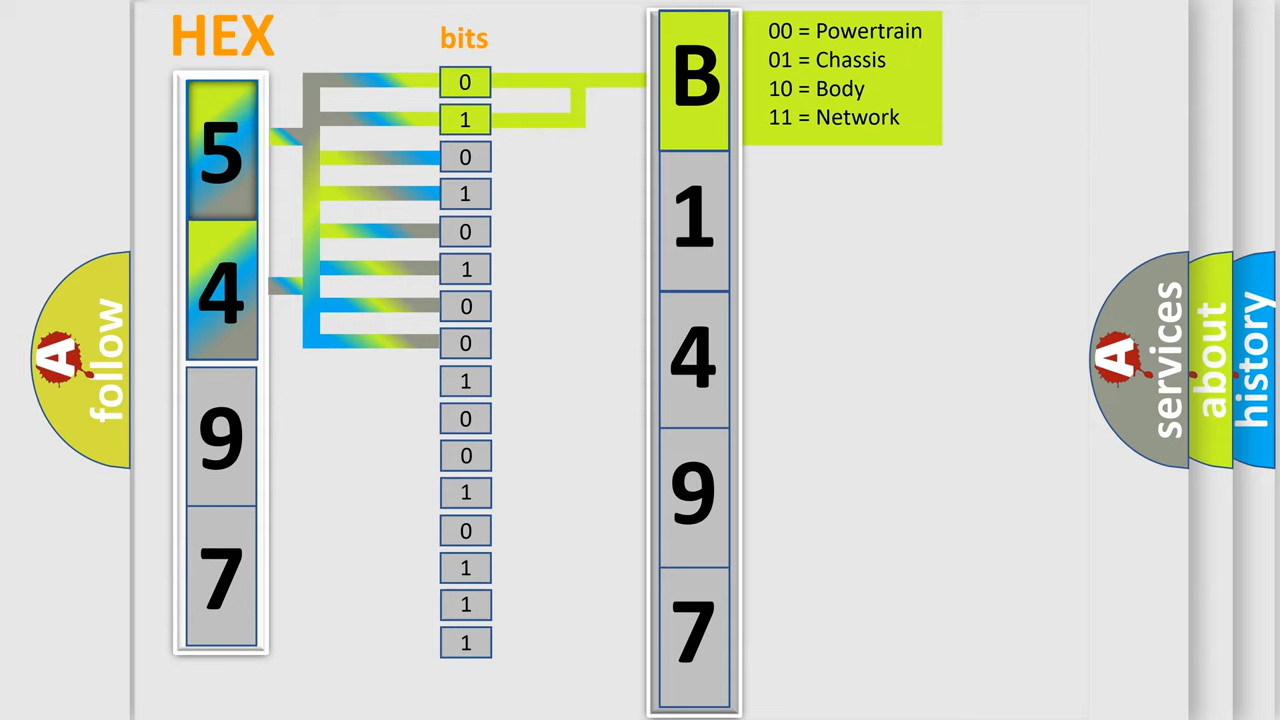 HEX
bits
5
4
9
7
0
1
0
1
0
1
0
0
1
0
0
1
0
1
1
1
B
1
4
9
7
00 = Powertrain
01 = Chassis
10 = Body
11 = Network
A
follow
A
services
about
history